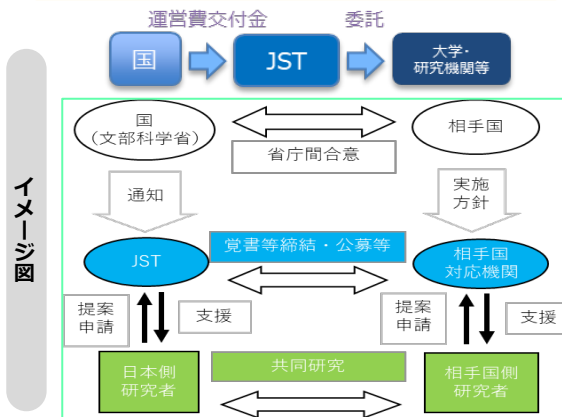 運営費交付金
委託
国
JST
大学・
研究機関等
イメージ図
国
(文部科学省)
相手国
省庁間合意
通知
実施
方針
JST
覚書等締結・公募等
相手国
対応機関
提案
申請
支援
提案
申請
支援
日本側
研究者
共同研究
相手国側
研究者